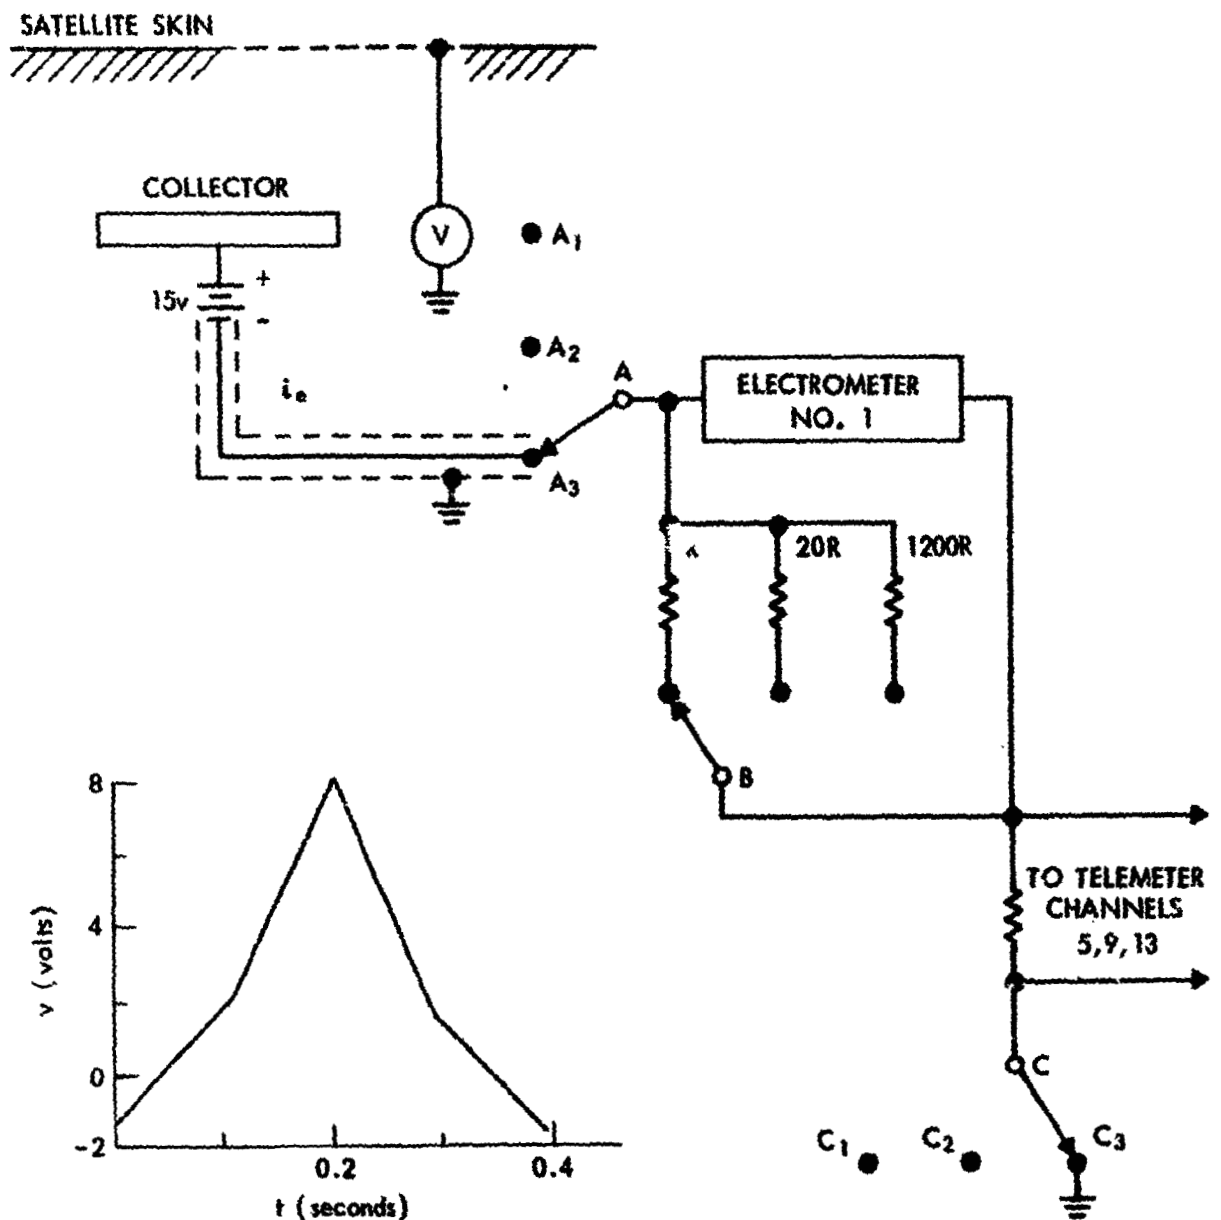 SATELLITE SKIN
COLLECTOR
V
A1
+
15v
-
A2
ie
A
ELECTROMETER
NO. 1
A3
20R
1200R
B
8
4
0
-2
v (volts)
0.2
0.4
t (seconds)
TO TELEMETER
CHANNELS
5,9,13
C
C1
C2
C3